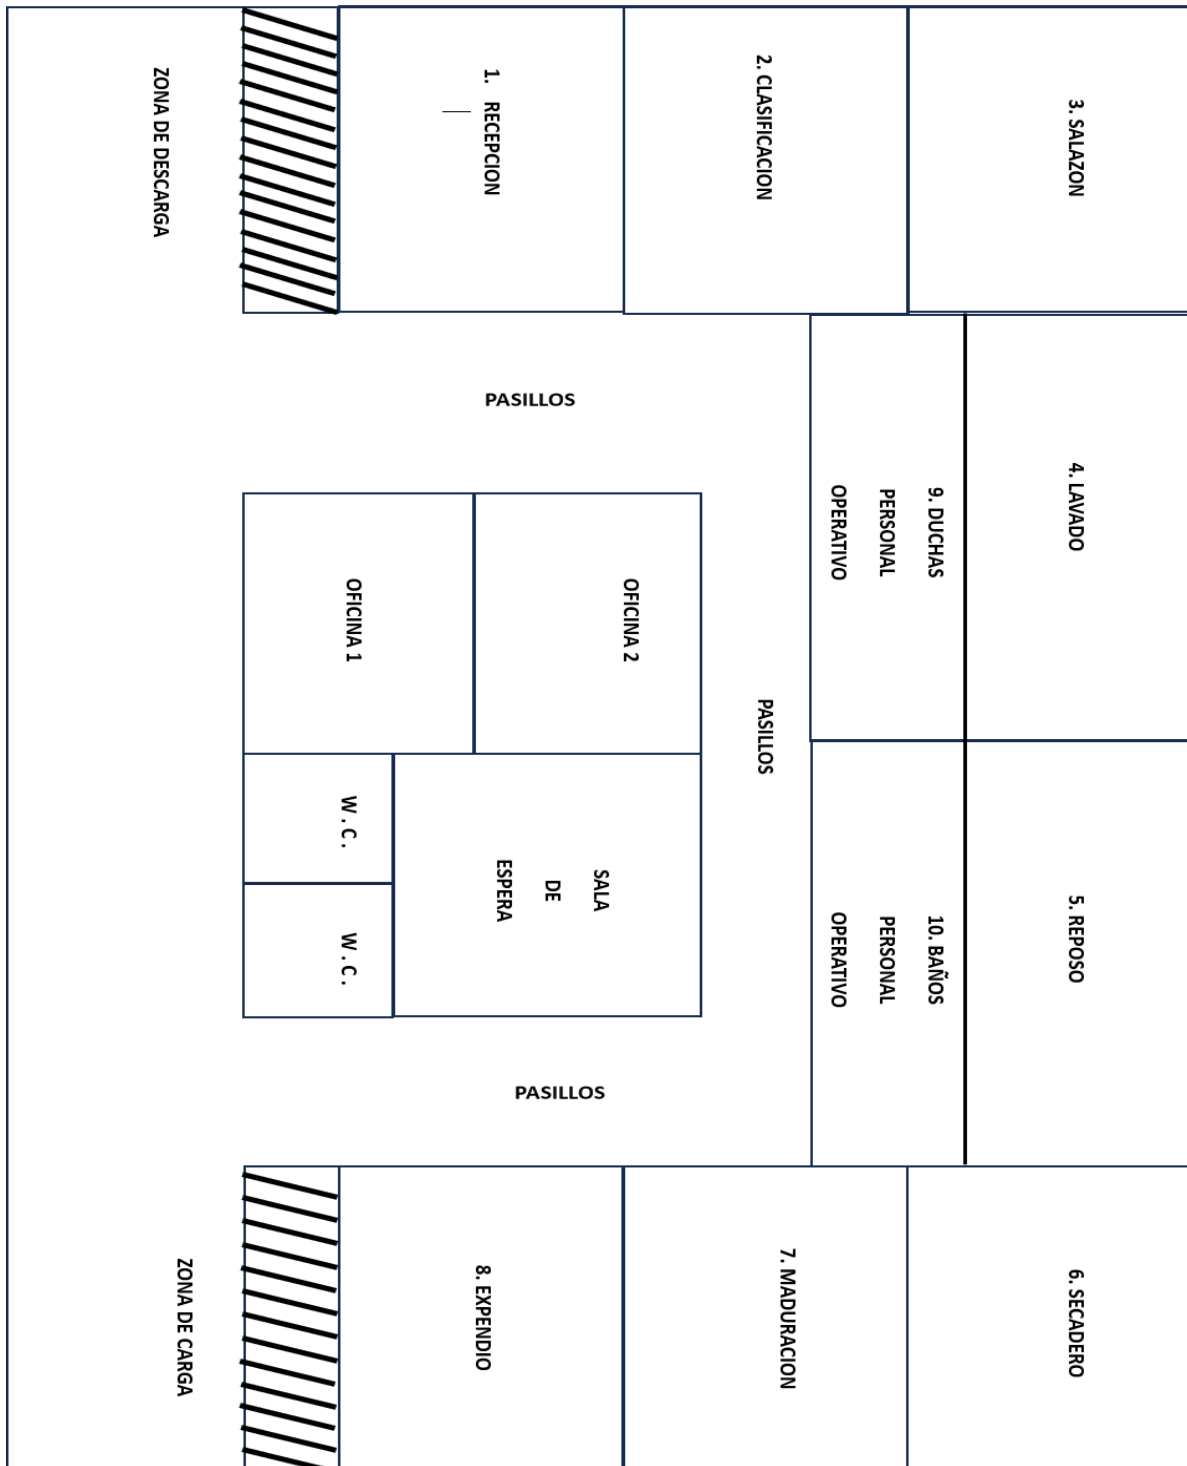 ZONA DE DESCARGA
1. RECEPCION
2. CLASIFICACION
3. SALAZON
PASILLOS
4. LAVADO
9. DUCHAS
PERSONAL
OPERATIVO
OFICINA 1
OFICINA 2
PASILLOS
W.C.
W.C.
SALA
DE
ESPERA
5. REPOSO
10. BAÑOS
PERSONAL
OPERATIVO
PASILLOS
ZONA DE CARGA
8. EXPENDIO
7. MADURACION
6. SECADERO